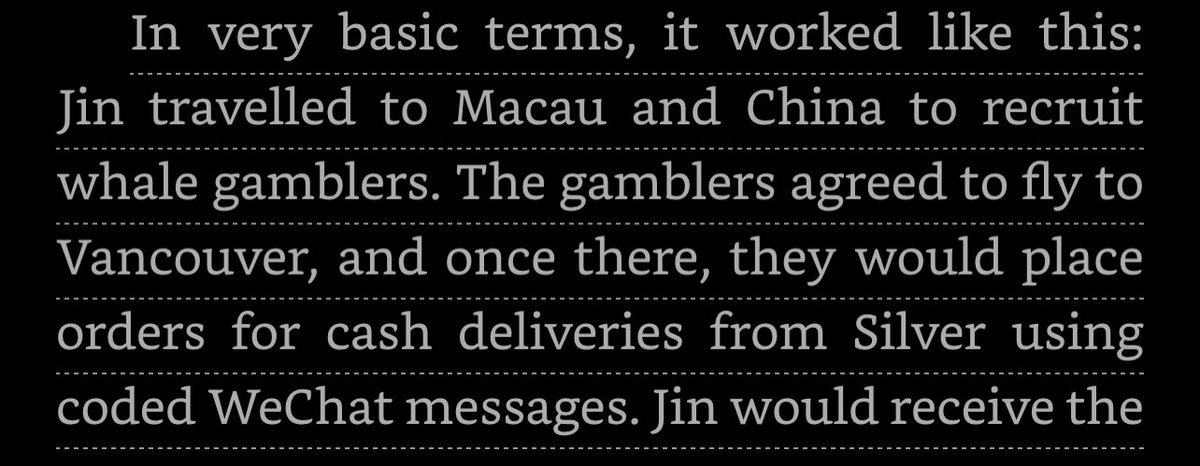 In very basic terms, it worked like this:
Jin travelled to Macau and China to recruit
whale gamblers. The gamblers agreed to fly to
Vancouver, and once there, they would place
orders for cash deliveries from Silver using
coded WeChat messages. Jin would receive the